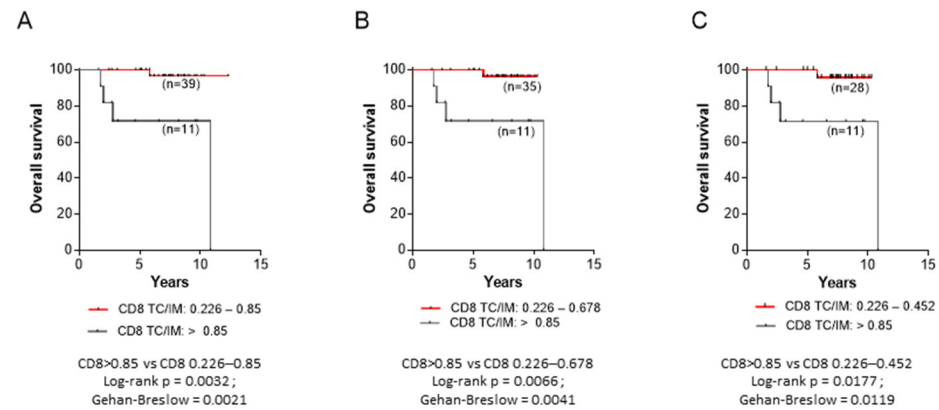 A
B
C
Overall survival
100
80
60
40
20
0
(n=39)
(n=11)
0
5
10
15
Years
CD8 TC/IM: 0.226 – 0.85
CD8 TC/IM: > 0.85
CD8>0.85 vs CD8 0.226–0.85
Log-rank p = 0.0032 ;
Gehan-Breslow = 0.0021
Overall survival
100
80
60
40
20
0
(n=35)
(n=11)
0
5
10
15
Years
CD8 TC/IM: 0.226 – 0.678
CD8 TC/IM: > 0.85
CD8>0.85 vs CD8 0.226–0.678
Log-rank p = 0.0066 ;
Gehan-Breslow = 0.0041
Overall survival
100
80
60
40
20
0
(n=28)
(n=11)
0
5
10
15
Years
CD8 TC/IM: 0.226 – 0.452
CD8 TC/IM: > 0.85
CD8>0.85 vs CD8 0.226–0.452
Log-rank p = 0.0177 ;
Gehan-Breslow = 0.0119